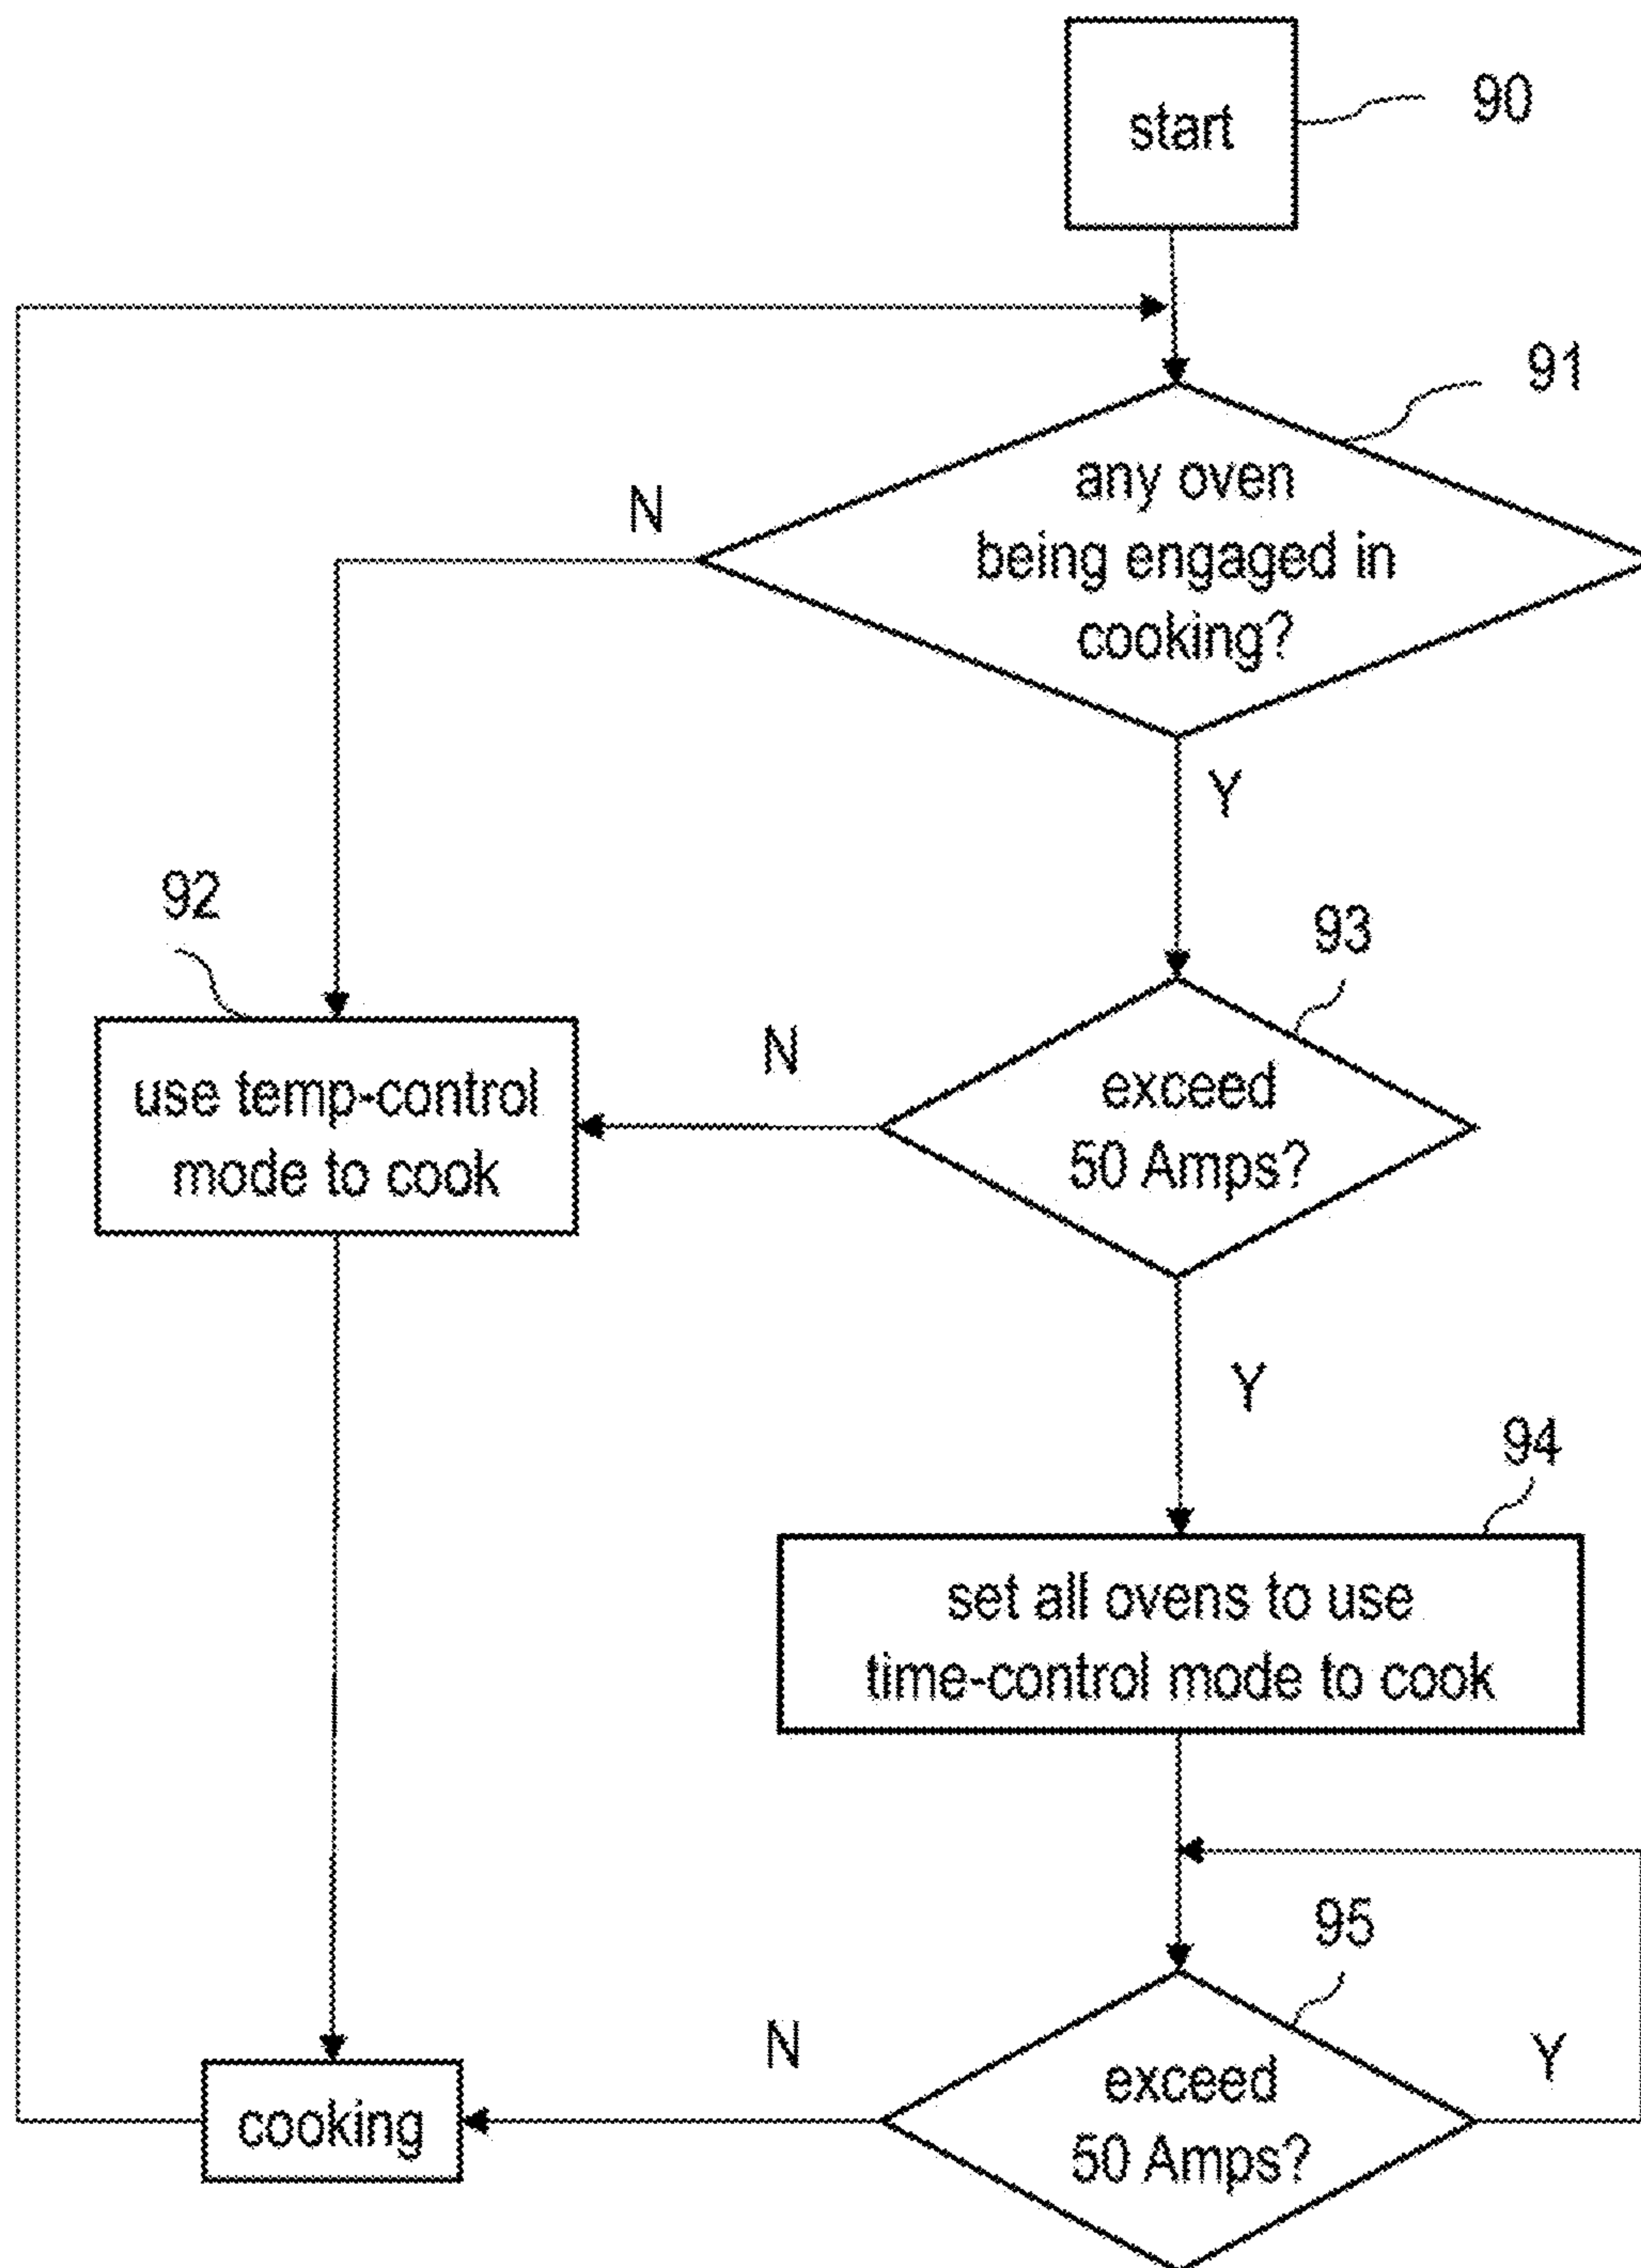 start
90
91
any oven
being engaged in
cooking?
N
Y
92
93
use temp-control
mode to cook
N
exceed
50 Amps?
Y
94
set all ovens to use
time-control mode to cook
95
N
Y
cooking
exceed
50 Amps?